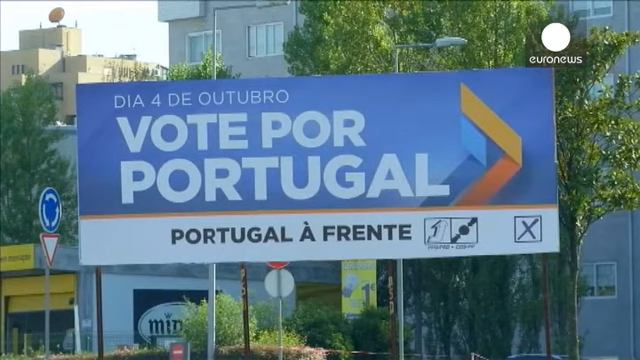 euronews
DIA 4 DE OUTUBRO
VOTE POR
PORTUGAL
PORTUGAL À FRENTE